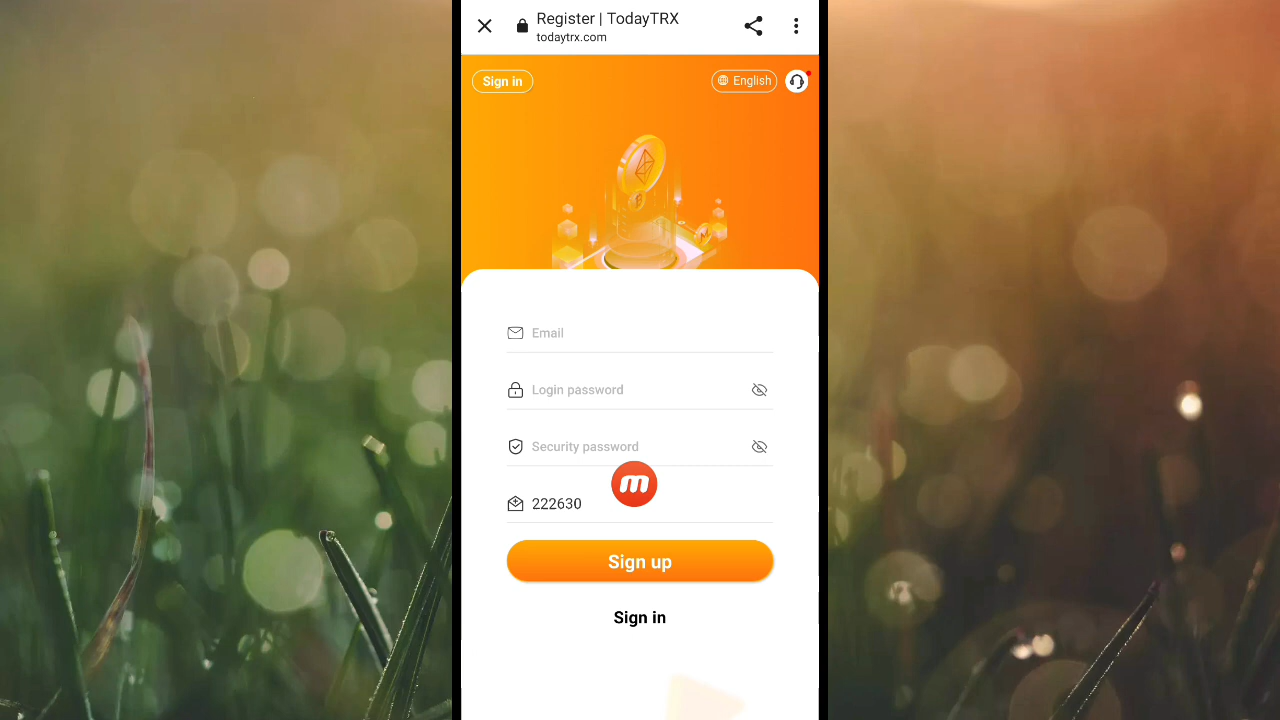 Register | TodayTRX
todaytrx.com
Sign in
English
Email
Login password
Security password
m
222630
Sign up
Sign in